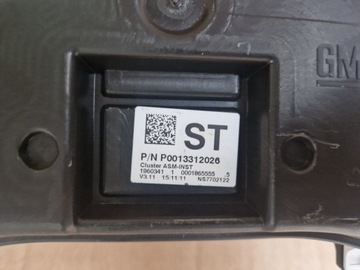 GM
ST
P/N P0013312026
Cluster ASM-INST
1960341 1 0001865555 .5
V3.11 15:11:11 NS7702122